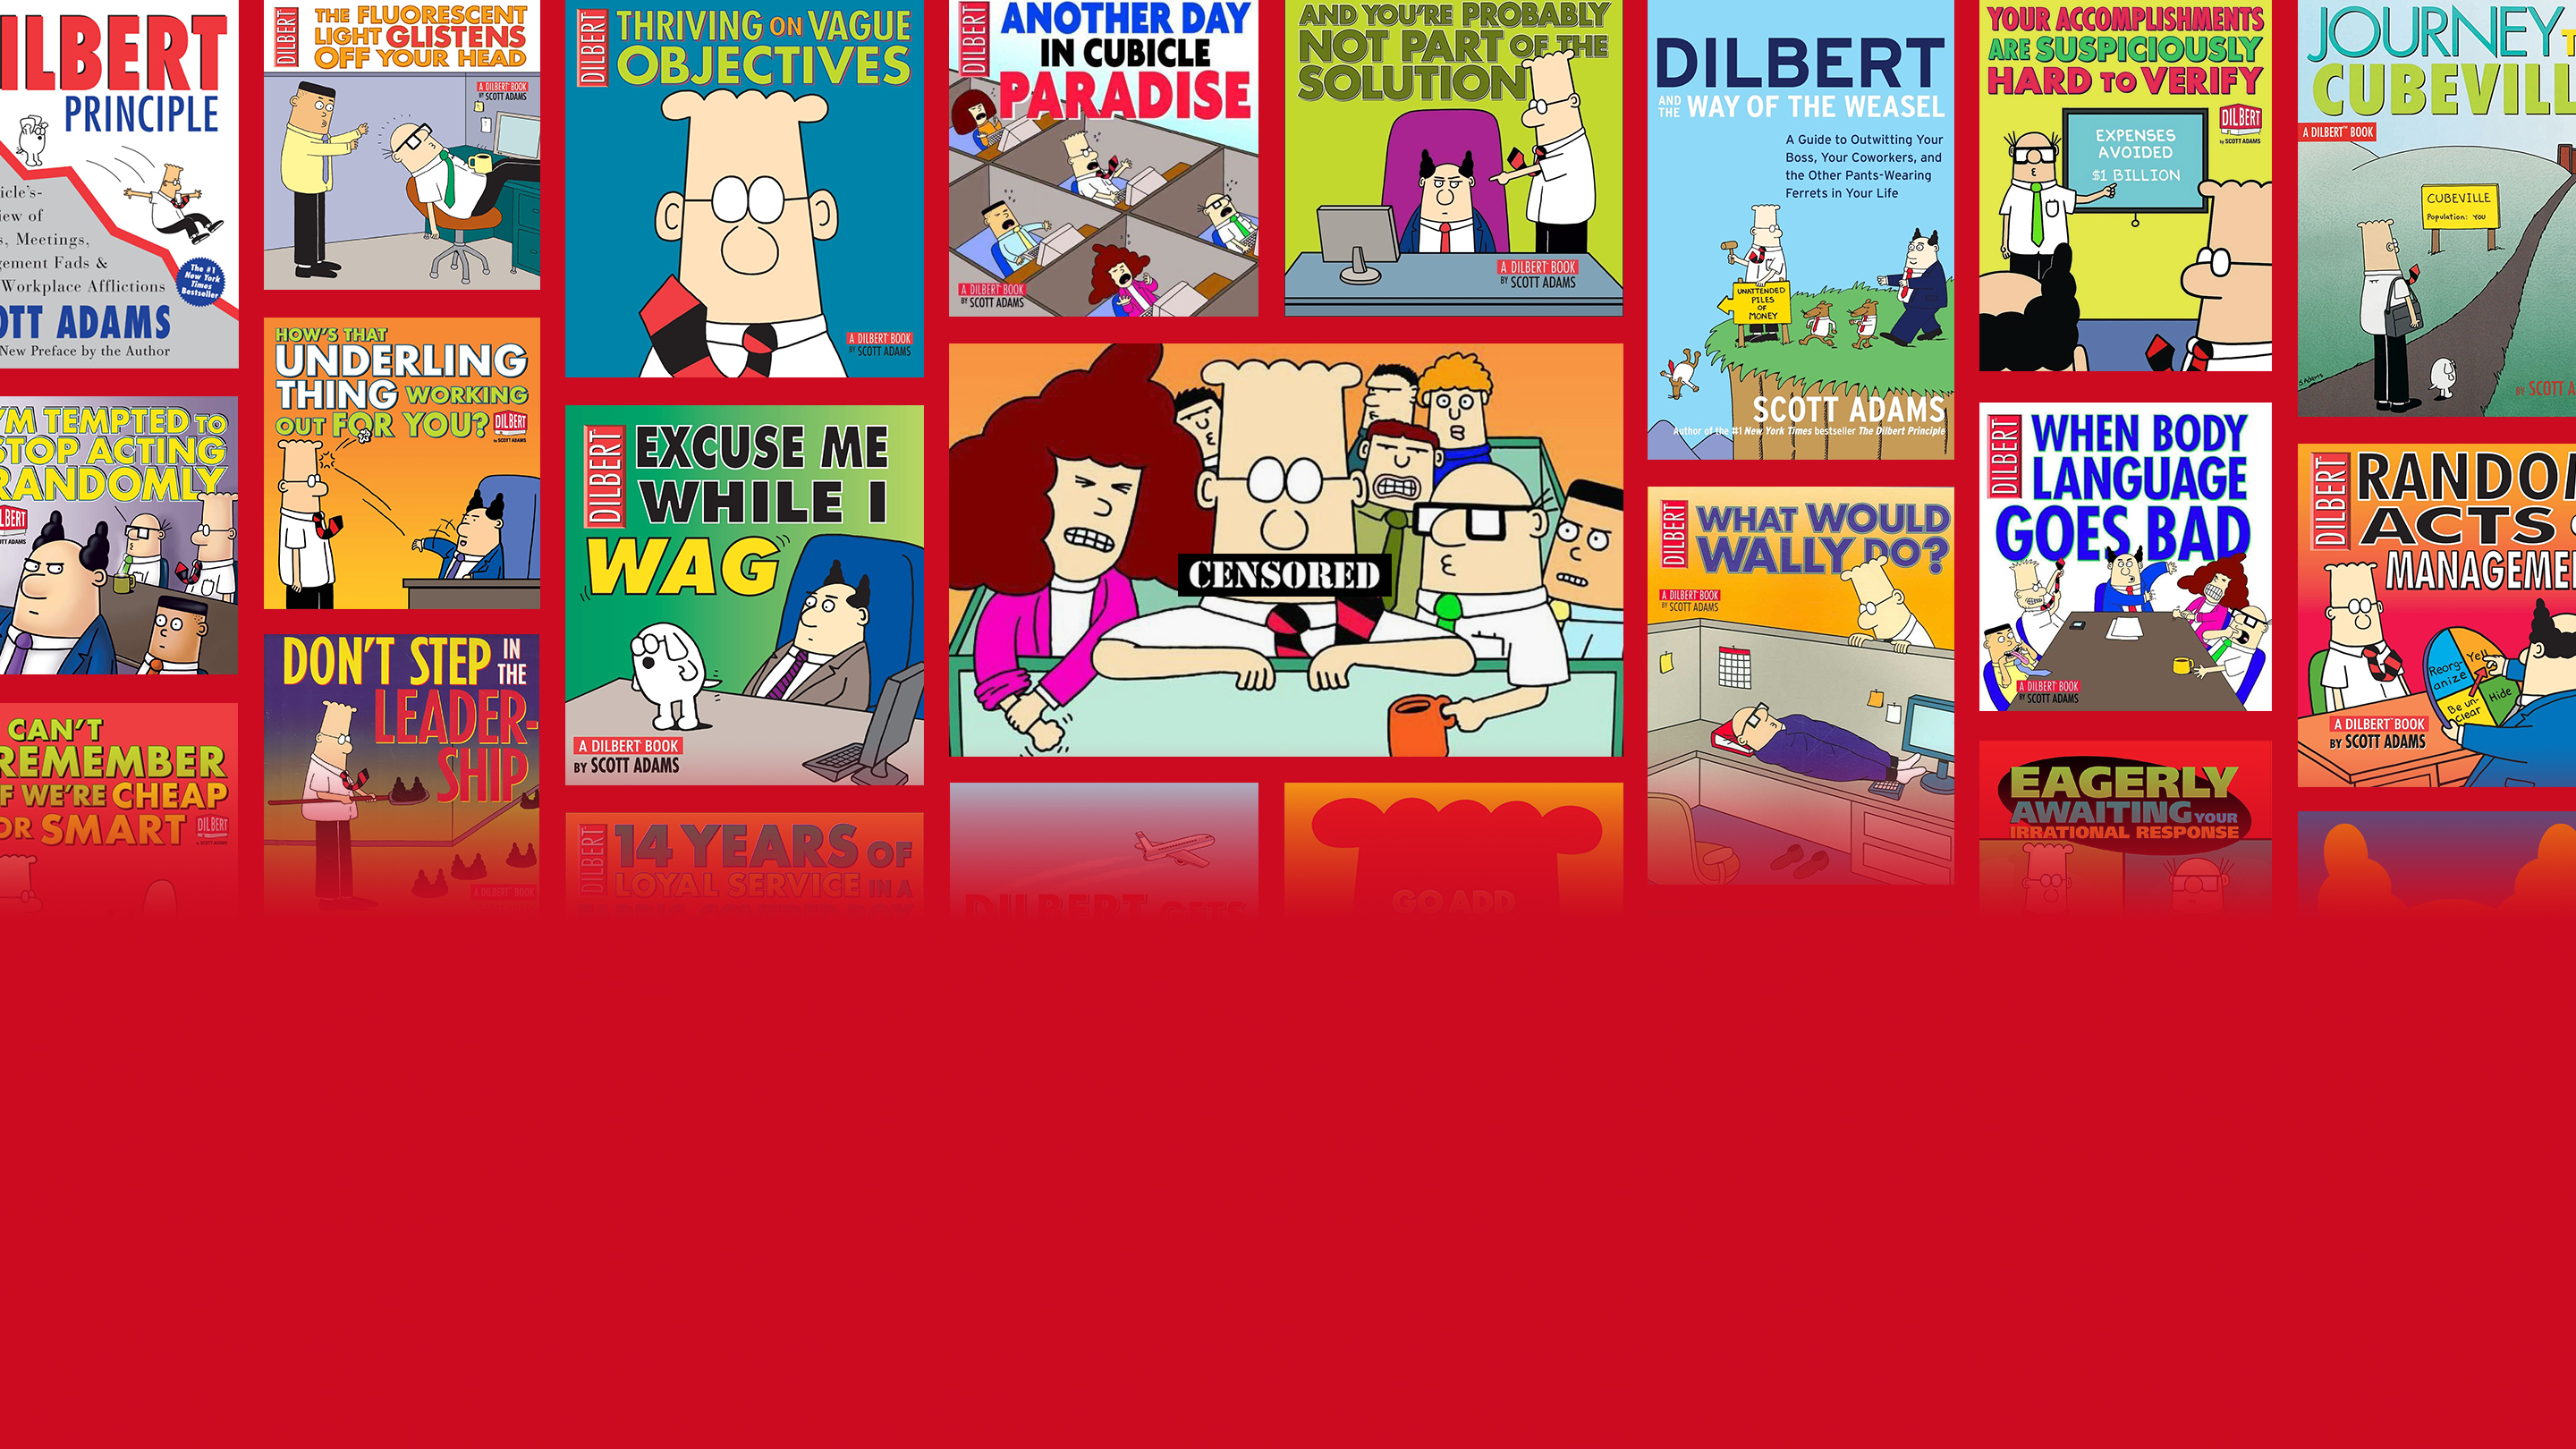 ILBERT
PRINCIPLE
icle's-
iew of
s, Meetings,
gement Fads &
Workplace Afflictions
The #1
New York
Times
Bestseller
OTT ADAMS
New Preface by the Author
'M TEMPTED TO
STOP ACTING
RANDOMLY
LBERT
TT ADAMS
CAN'T
REMEMBER
F WE'RE CHEAP
OR SMART
DILBERT
DILBERT
THE FLUORESCENT
LIGHT GLISTENS
OFF YOUR HEAD
A DILBERT BOOK
BY SCOTT ADAMS
HOW'S THAT
UNDERLING
THING WORKING
OUT FOR YOU?
DILBERT
BY SCOTT ADAMS
DON'T STEP IN
THE
LEADER-
SHIP
A DILBERT BOOK
DILBERT
THRIVING ON VAGUE
OBJECTIVES
A DILBERT BOOK
BY SCOTT ADAMS
DILBERT
EXCUSE ME
WHILE I
WAG
A DILBERT BOOK
BY SCOTT ADAMS
DILBERT
14 YEARS OF
LOYAL SERVICE IN A
DILBERT
ANOTHER DAY
IN CUBICLE
PARADISE
A DILBERT BOOK
BY SCOTT ADAMS
AND YOU'RE PROBABLY
NOT PART OF THE
SOLUTION
A DILBERT BOOK
BY SCOTT ADAMS
CENSORED
DILBERT GETS
GO ADD
DILBERT
AND THE WAY OF THE WEASEL
A Guide to Outwitting Your
Boss, Your Coworkers, and
the Other Pants-Wearing
Ferrets in Your Life
UNATTENDED
PILES
OF
MONEY
SCOTT ADAMS
Author of the #1 New York Times bestseller The Dilbert Principle
DILBERT
WHAT WOULD
WALLY DO?
A DILBERT BOOK
BY SCOTT ADAMS
YOUR ACCOMPLISHMENTS
ARE SUSPICIOUSLY
HARD TO VERIFY
EXPENSES
AVOIDED
$1 BILLION
DILBERT
BY SCOTT ADAMS
DILBERT
WHEN BODY
LANGUAGE
GOES BAD
A DILBERT BOOK
BY SCOTT ADAMS
EAGERLY
AWAITING YOUR
IRRATIONAL RESPONSE
JOURNEY T
CUBEVILL
A DILBERT BOOK
CUBEVILLE
Population: YOU
S. Adams
BY SCOTT A
DILBERT
RANDOM
ACTS
MANAGEME
Reorg-
anize
Yell
Be un-
clear
Hide
A DILBERT BOOK
BY SCOTT ADAMS